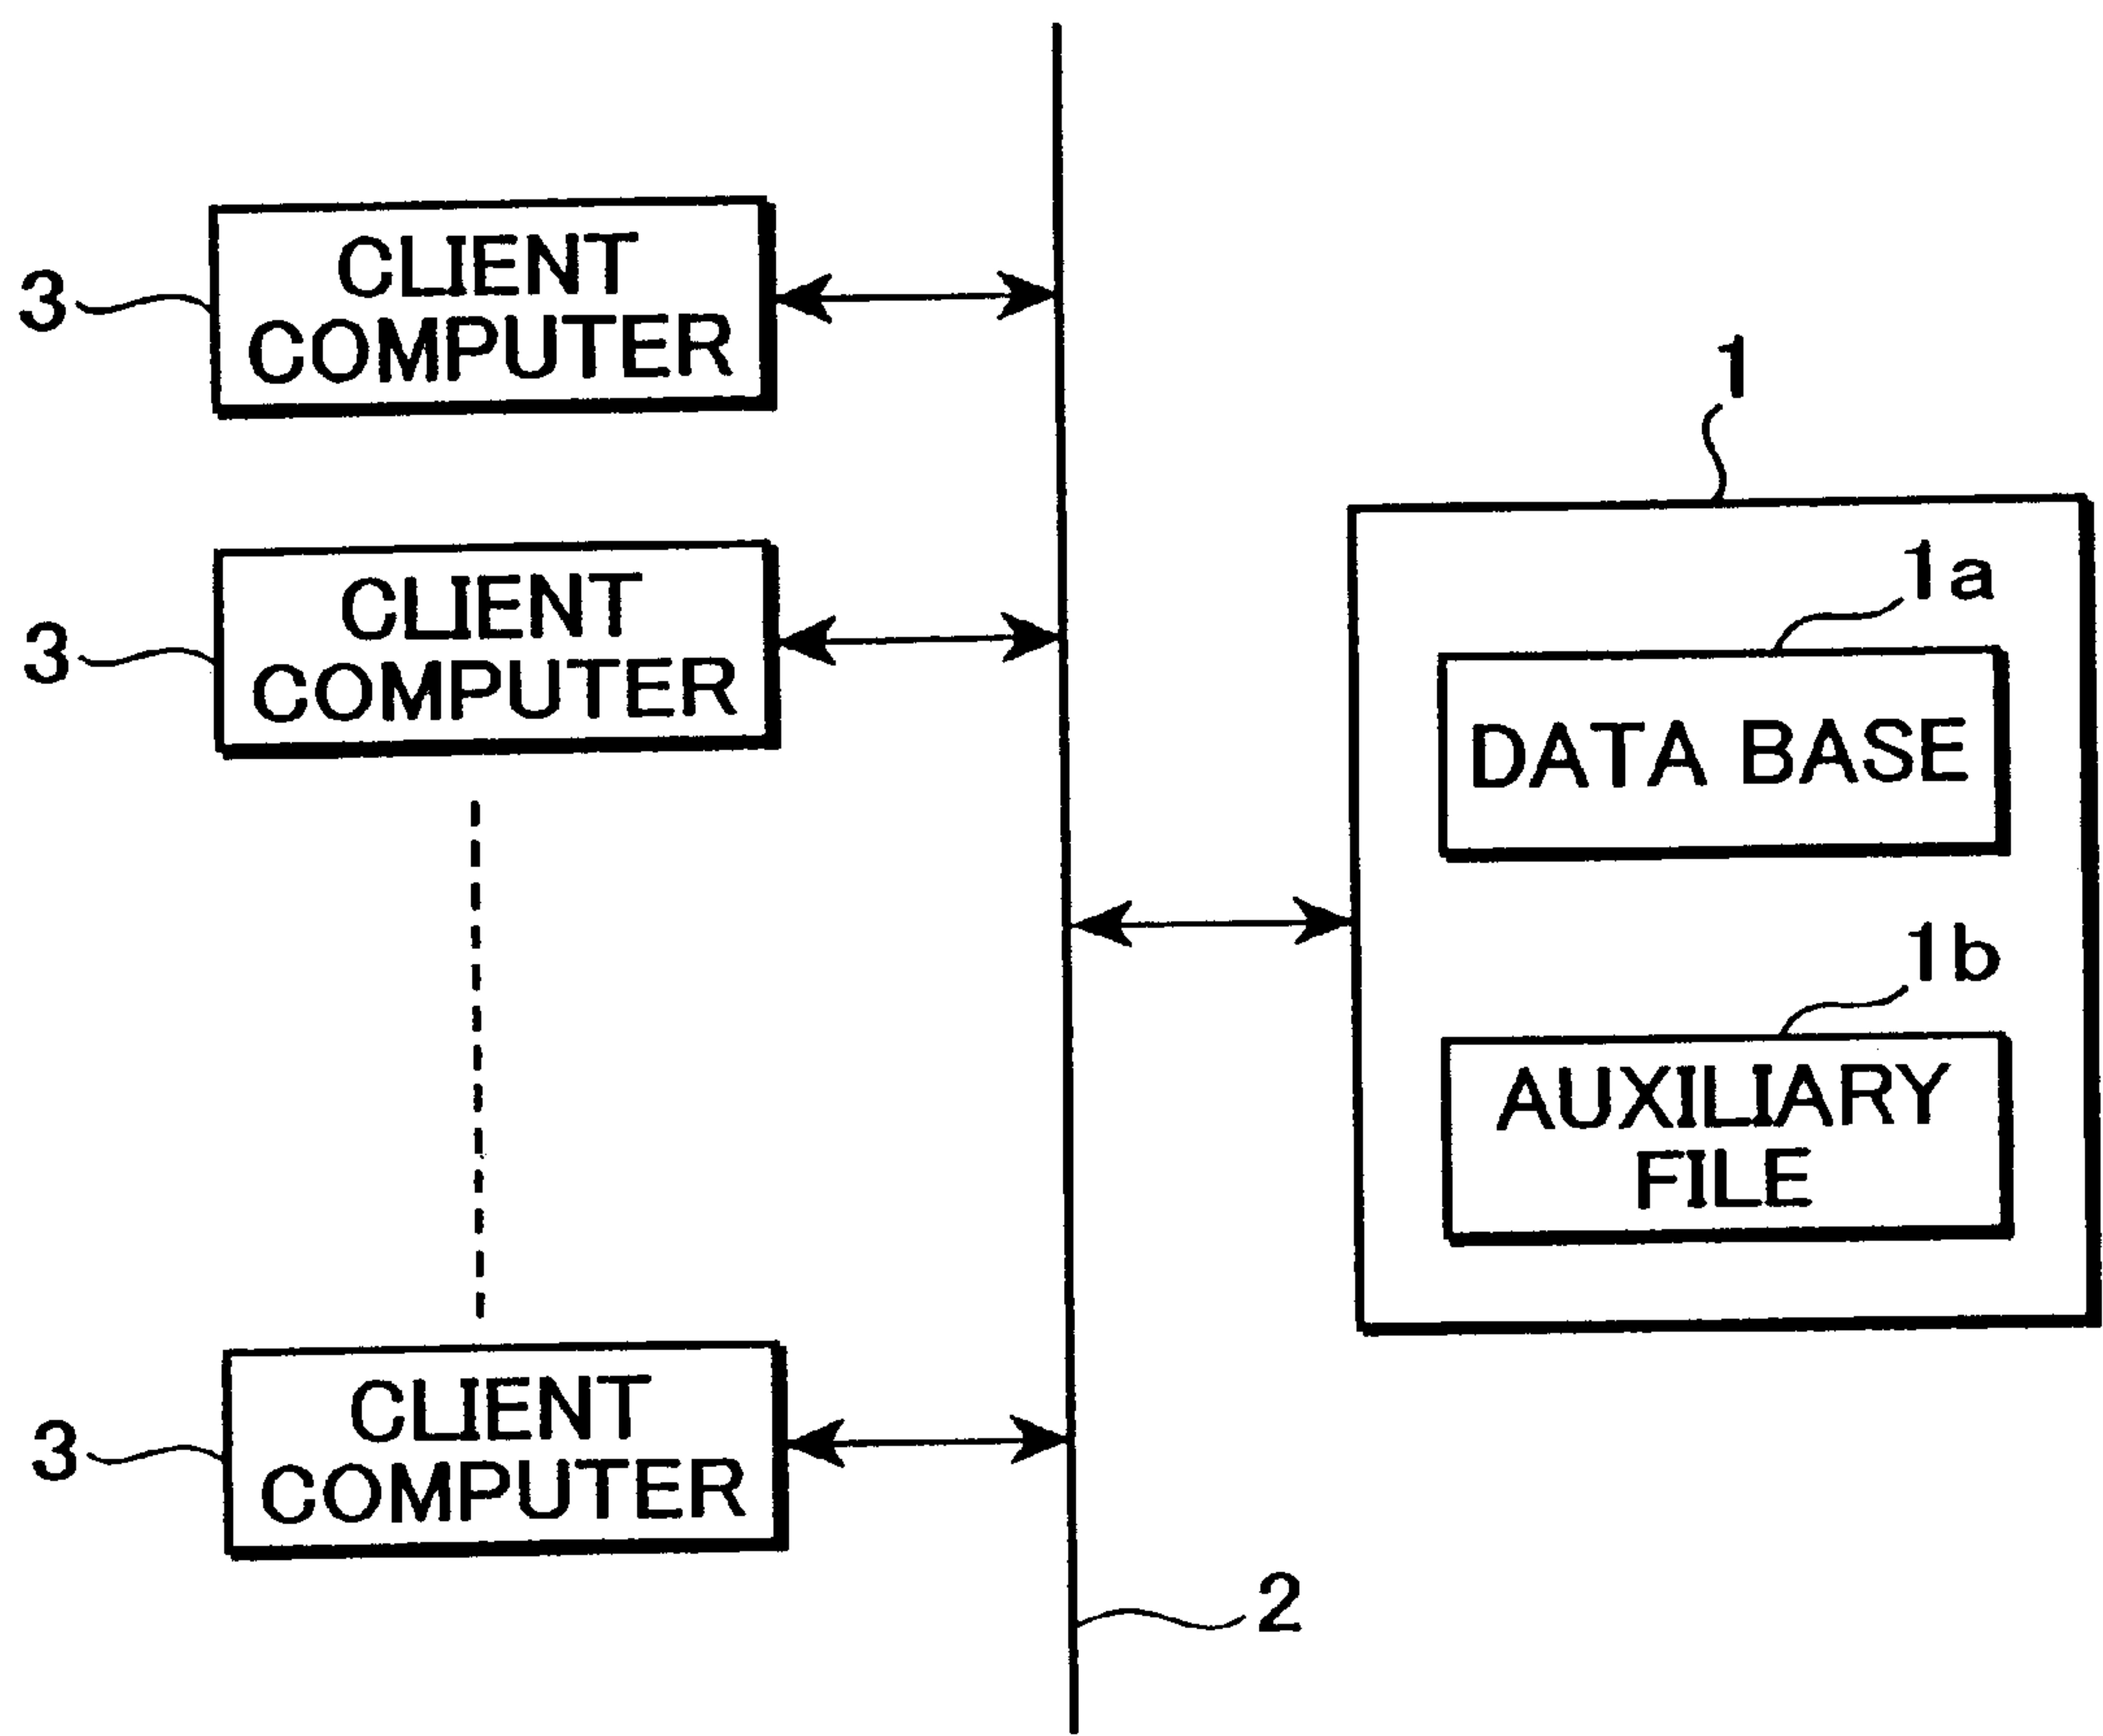 3
CLIENT
COMPUTER
1
3
CLIENT
COMPUTER
1a
DATA BASE
1b
AUXILIARY
FILE
3
CLIENT
COMPUTER
2